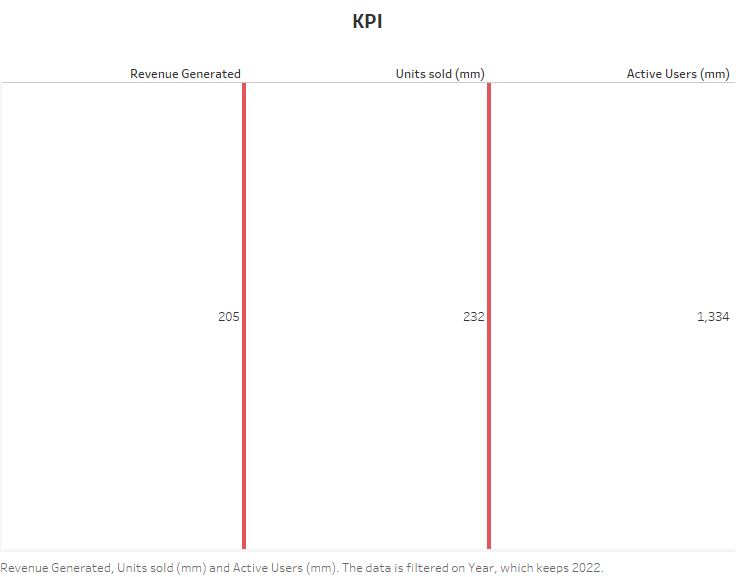 KPI
Revenue Generated Units sold (mm) Active Users (mm)
205 232 1,334
Revenue Generated, Units sold (mm) and Active Users (mm). The data is filtered on Year, which keeps 2022.